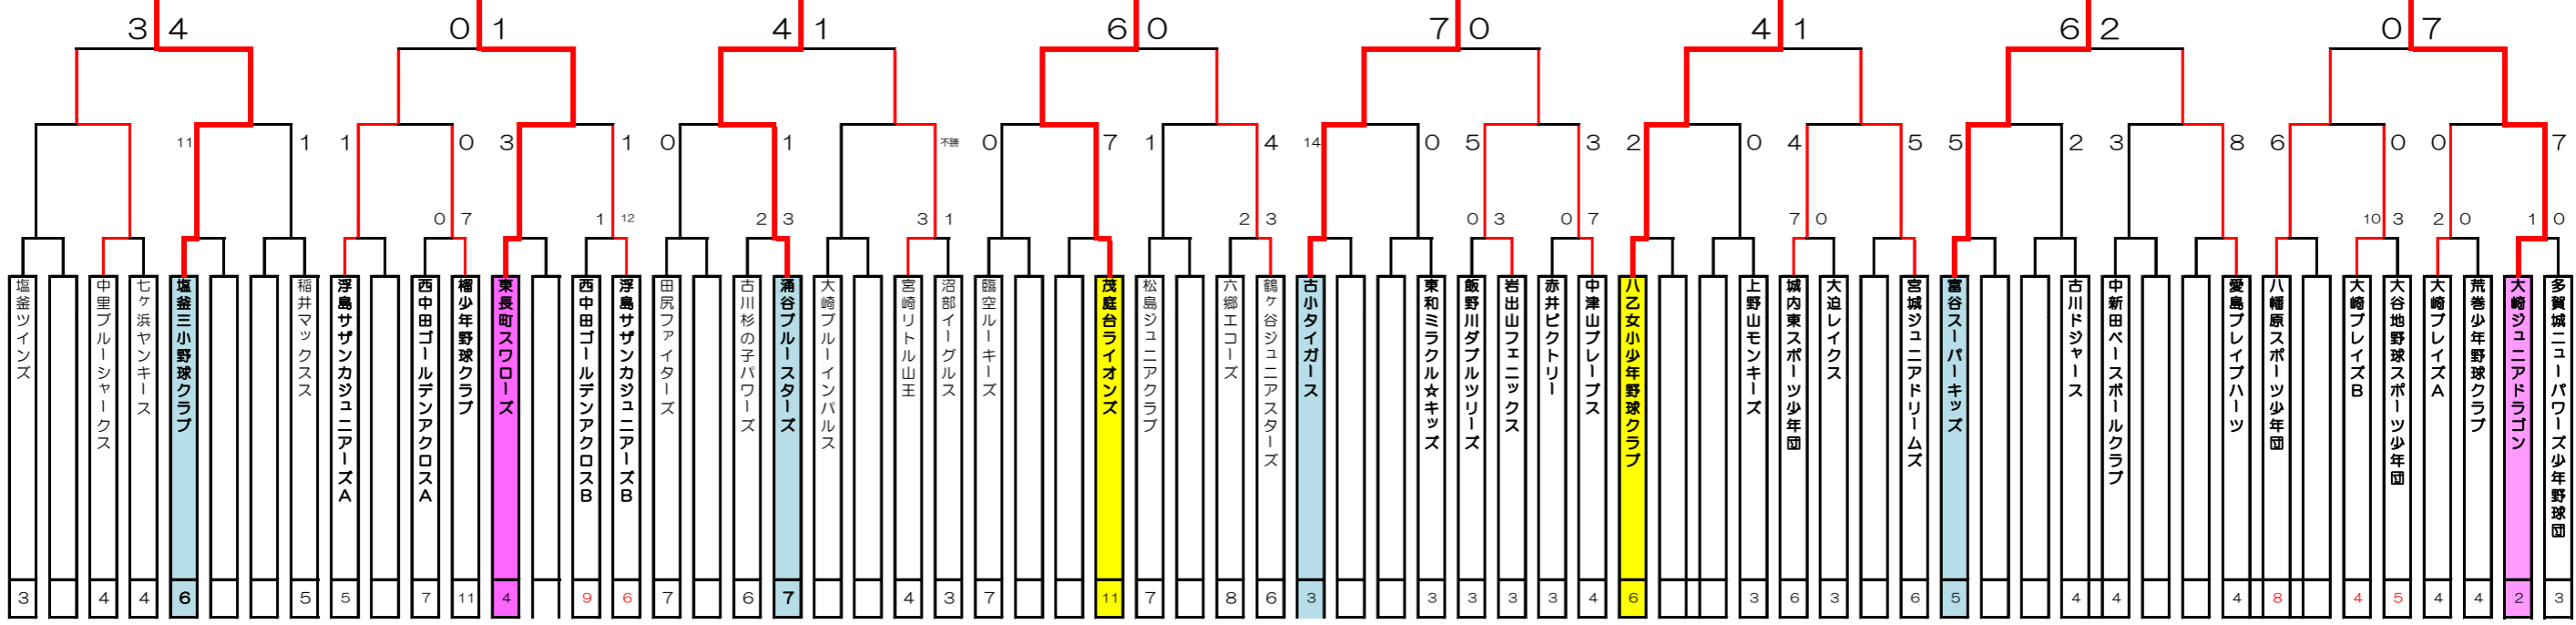 3 4 0 1 4 1 6 0 7 0 4 1 6 2 0 7
11 1 1 0 3 1 0 1 不勝 0 7 1 4 14 0 5 3 2 0 4 5 5 2 3 8 6 0 0 7
0 7 1 12 2 3 3 1 2 3 0 3 0 7 7 0 10 3 2 0 1 0
塩釜ツインズ
中里ブルーシャークス
七ヶ浜ヤンキース
塩釜三小野球クラブ
稲井マックスス
浮島サザンカジュニアーズA
西中田ゴールデンアクロスA
榴少年野球クラブ
東長町スワローズ
西中田ゴールデンアクロスB
浮島サザンカジュニアーズB
田尻ファイターズ
古川杉の子パワーズ
涌谷ブルースターズ
大崎ブルーインパルス
宮崎リトル山王
沼部イーグルス
臨空ルーキーズ
茂庭台ライオンズ
松島ジュニアクラブ
六郷エコーズ
鶴ケ谷ジュニアスターズ
古小タイガース
東和ミラクル☆キッズ
飯野川ダブルツリーズ
岩出山フェニックス
赤井ビクトリー
中津山ブレーブス
八乙女小少年野球クラブ
上野山モンキーズ
城内東スポーツ少年団
大迫レイクス
宮城ジュニアドリームズ
富谷スーパーキッズ
古川ドジャース
中新田ベースボールクラブ
愛島ブレイブハーツ
八幡原スポーツ少年団
大崎ブレイズB
大谷地野球スポーツ少年団
大崎ブレイズA
荒巻少年野球クラブ
大崎ジュニアドラゴン
多賀城ニューパワーズ少年野球団
3 4 4 6 5 5 7 11 4 9 6 7 6 7 4 3 7 11 7 8 6 3 3 3 3 3 4 6 3 6 3 6 5 4 4 4 8 4 5 4 4 2 3